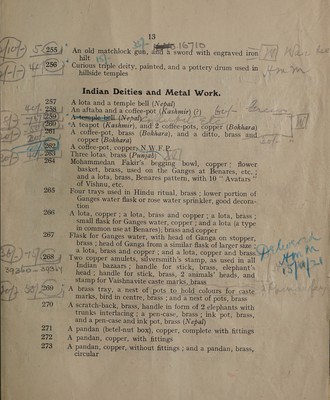 13
255 An old matchlock gun, and a sword with engraved iron
hilt
256 Curious triple deity, painted, and a pottery drum used in
hillside temples
Indian Deities and Metal Work.
257 A lota and a temple bell (Nepal)
258 An aftaba and a coffee-pot (Kashmir) (?)
259 A temple bell (Nepal)
260 A teapot (Kashmir), and 2 coffee-pots, copper (Bokhara)
261 A coffee-pot, brass (Bokhara), and a ditto, brass and
copper (Bokhara)
262 A coffee-pot, copper, N.W.F.P.
263 Three lotas, brass (Punjab)
264 Mohammedan Fakir's begging bowl, copper; flower
basket, brass, used on the Ganges at Benares, etc.,
and a lota, brass, Benares pattern, with 10 "Avatars"
of Vishnu, etc.
265 Four trays used in Hindu ritual, brass; lower portion of
Ganges water flask or rose water sprinkler, good decora-
tion
266 A lota, copper; a lota, brass and copper; a lota, brass;
small flask for Ganges water, copper; and a lota (a type
in common use at Benares), brass and copper
267 Flask for Ganges water, with head of Ganga on stopper,
brass; head of Ganga from a similar flask of larger size;
a lota, brass and copper; and a lota, copper and brass
268 Two copper amulets, silversmith's stamp, as used in all
Indian bazaars; handle for stick, brass, elephant's
head; handle for stick, brass, 2 animals' heads, and
stamp for Vaishnavite caste marks, brass
269 A brass tray, a nest of pots to hold colours for caste
marks, bird in centre, brass; and a nest of pots, brass
270 A scratch-back, brass, handle in form of 2 elephants with
trunks interlacing; a pen-case, brass; ink pot, brass,
and a pen-case and ink pot, brass (Nepal)
271 A pandan (betel-nut box), copper, complete with fittings
272 A pandan, copper, with fittings
273 A pandan, copper, without fittings; and a pandan, brass,
circular